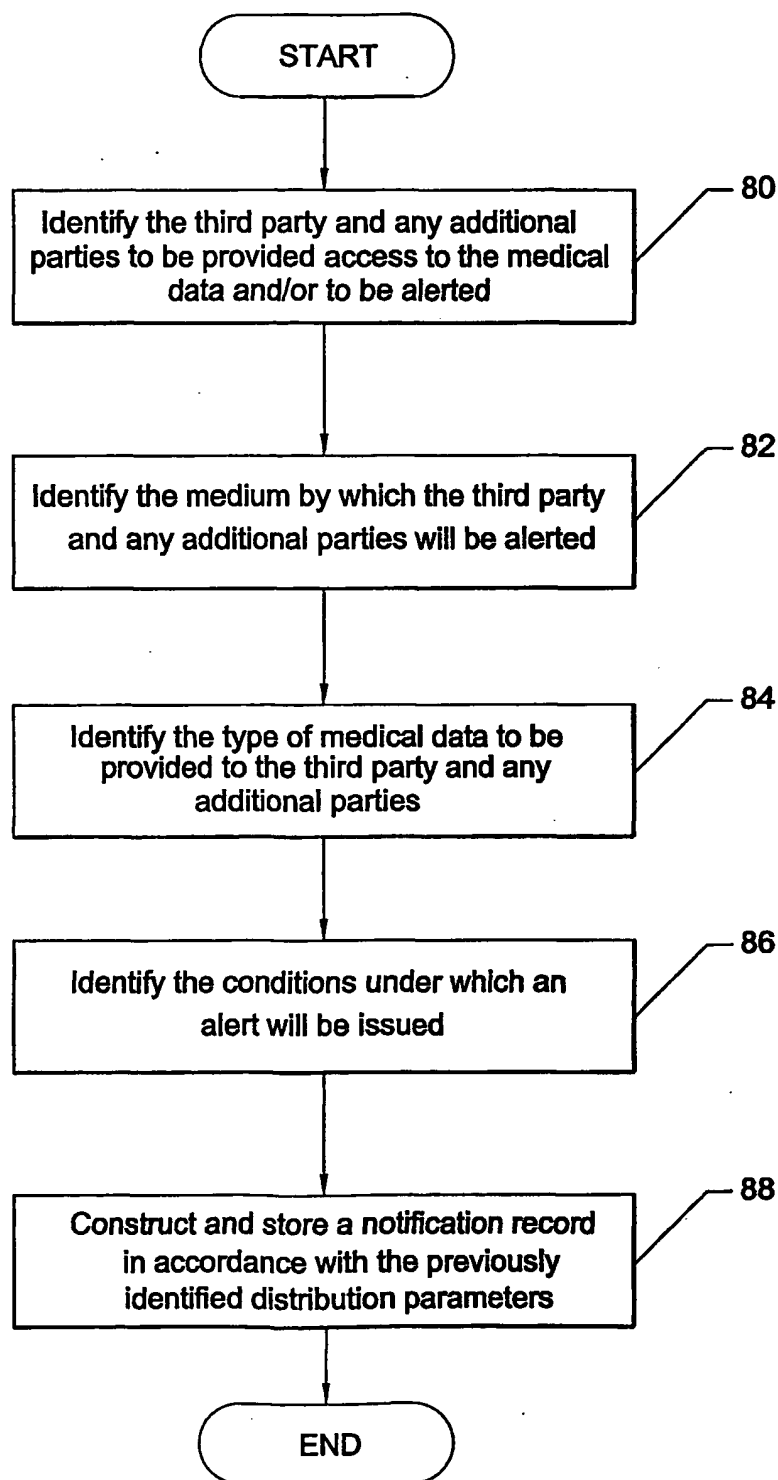 START
80
Identify the third party and any additional
parties to be provided access to the medical
data and/or to be alerted
82
Identify the medium by which the third party
and any additional parties will be alerted
84
Identify the type of medical data to be
provided to the third party and any
additional parties
86
Identify the conditions under which an
alert will be issued
88
Construct and store a notification record
in accordance with the previously
identified distribution parameters
END